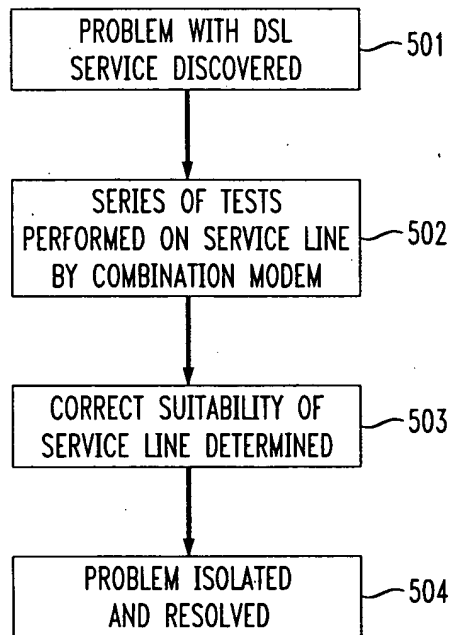 PROBLEM WITH DSL
SERVICE DISCOVERED
501
SERIES OF TESTS
PERFORMED ON SERVICE LINE
BY COMBINATION MODEM
502
CORRECT SUITABILITY OF
SERVICE LINE DETERMINED
503
PROBLEM ISOLATED
AND RESOLVED
504